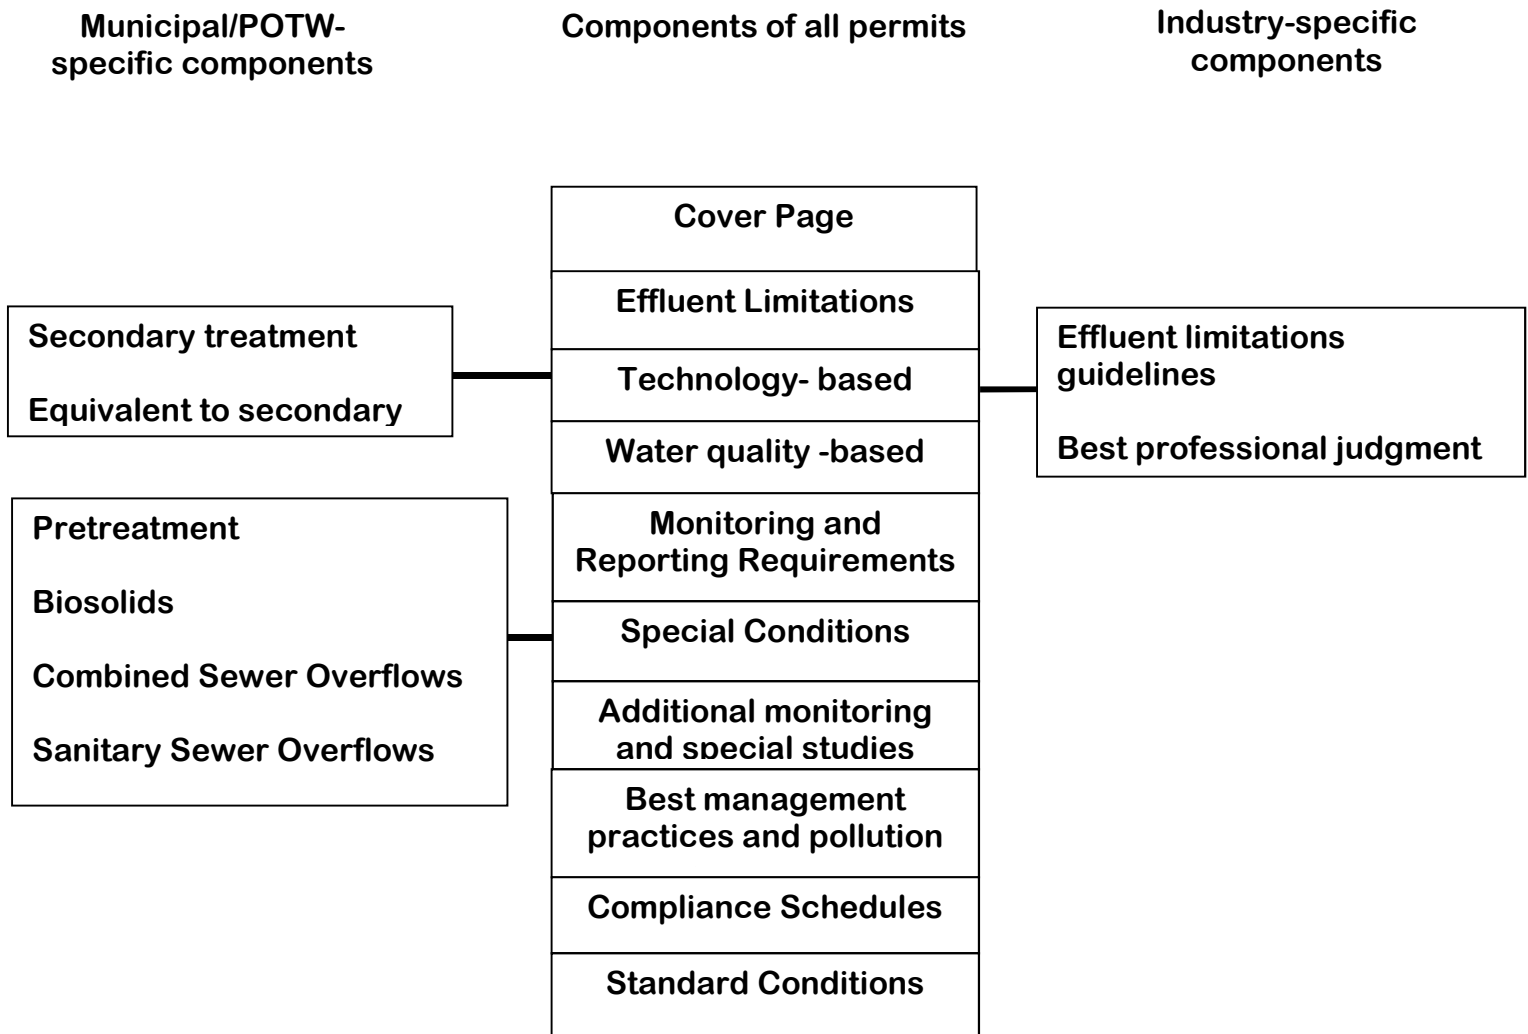 Municipal/POTW-
specific components
Components of all permits
Industry-specific
components
Cover Page
Effluent Limitations
Technology- based
Water quality -based
Monitoring and
Reporting Requirements
Special Conditions
Additional monitoring
and special studies
Best management
practices and pollution
Compliance Schedules
Standard Conditions
Secondary treatment
Equivalent to secondary
Pretreatment
Biosolids
Combined Sewer Overflows
Sanitary Sewer Overflows
Effluent limitations
guidelines
Best professional judgment